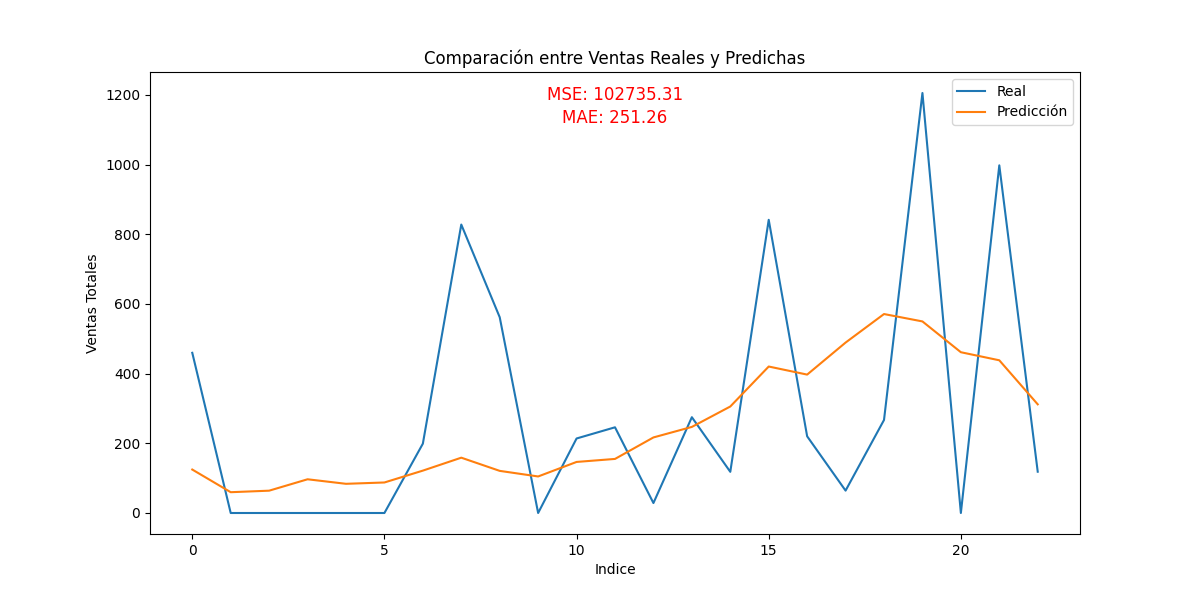 Comparación entre Ventas Reales y Predichas
MSE: 102735.31
MAE: 251.26
Real
Predicción
Ventas Totales
1200
1000
800
600
400
200
0
0 5 10 15 20
Indice